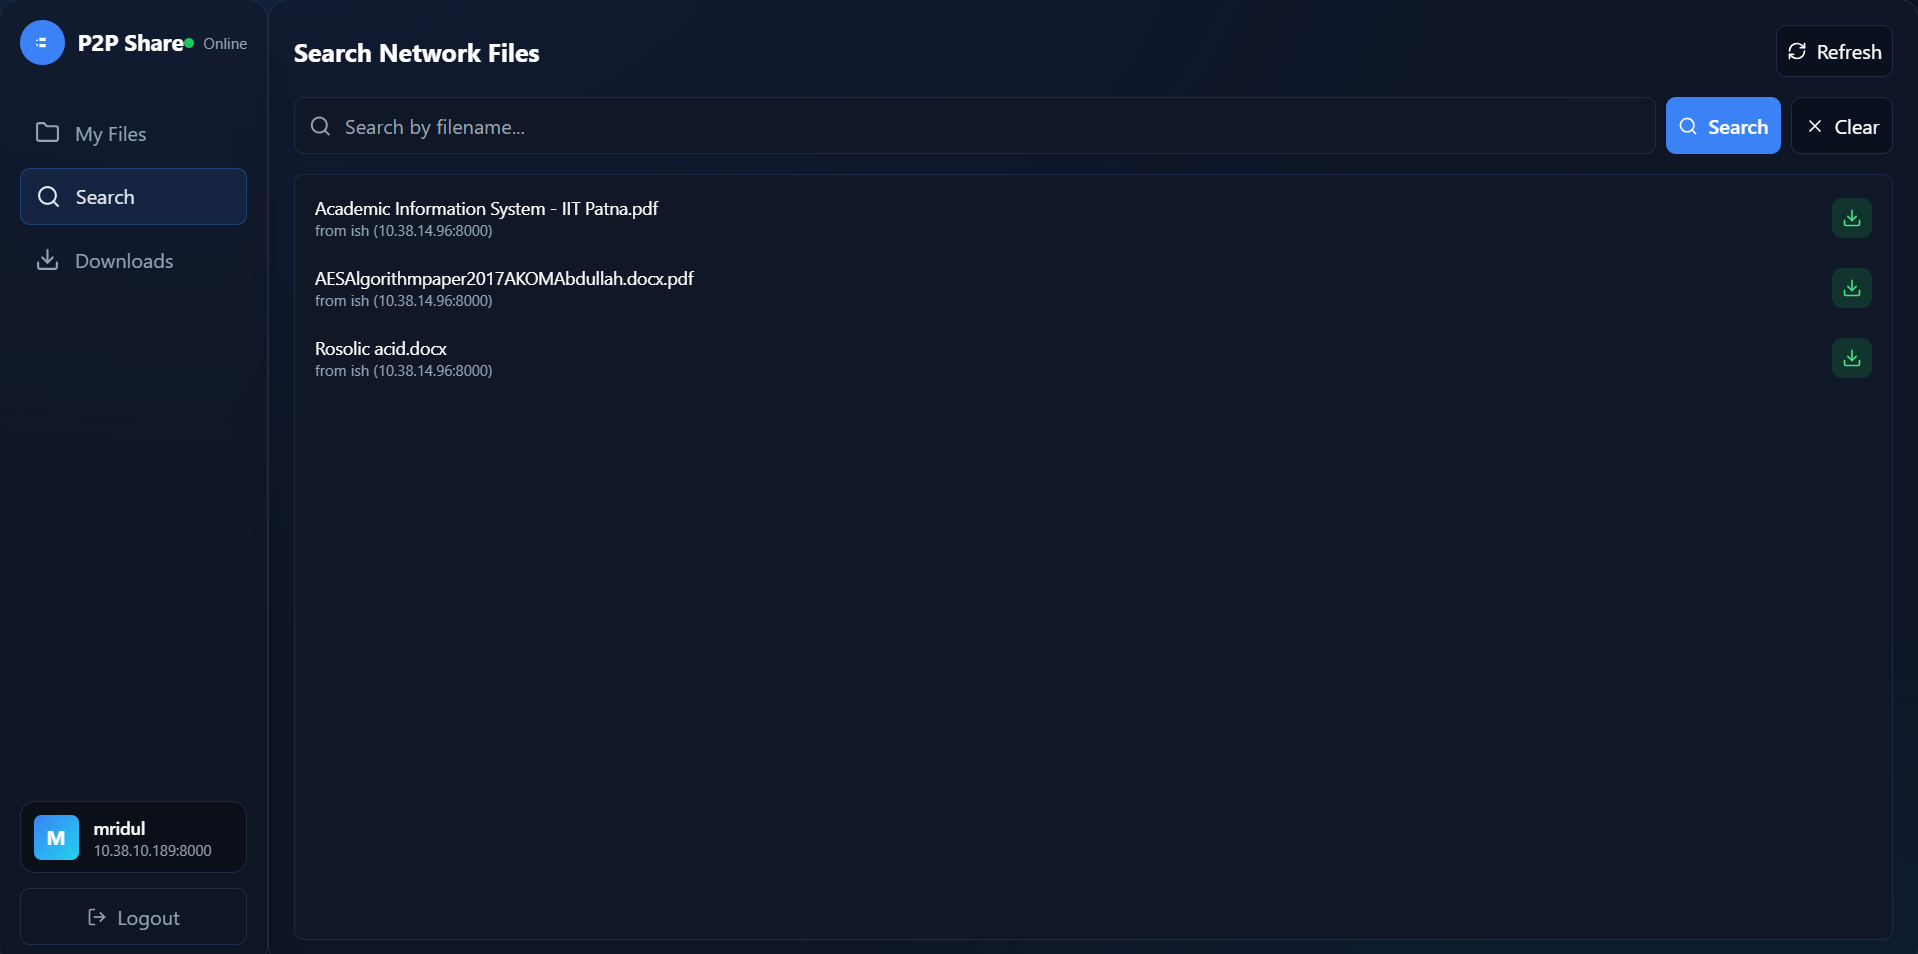 P2P Share Online
My Files
Search
Downloads
mridul
M
10.38.10.189:8000
Logout
Search Network Files
Refresh
Search by filename...
Search
Clear
Academic Information System - IIT Patna.pdf
from ish (10.38.14.96:8000)
AESAlgorithmpaper2017AKOMAbdullah.docx.pdf
from ish (10.38.14.96:8000)
Rosolic acid.docx
from ish (10.38.14.96:8000)